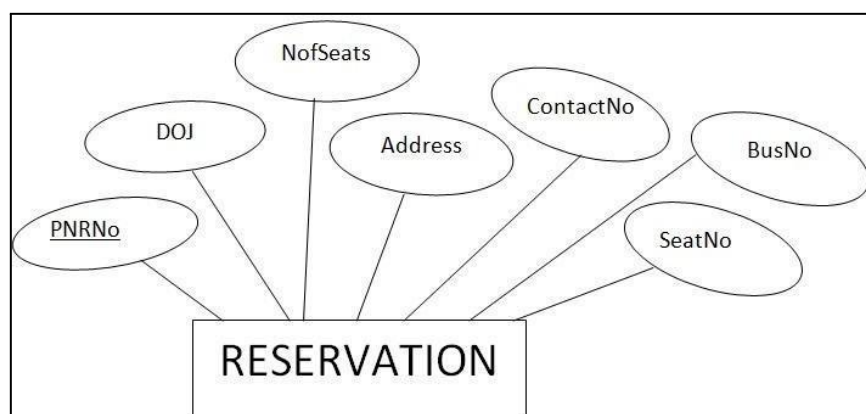 NofSeats
ContactNo
DOJ
Address
BusNo
PNRNo
SeatNo
RESERVATION